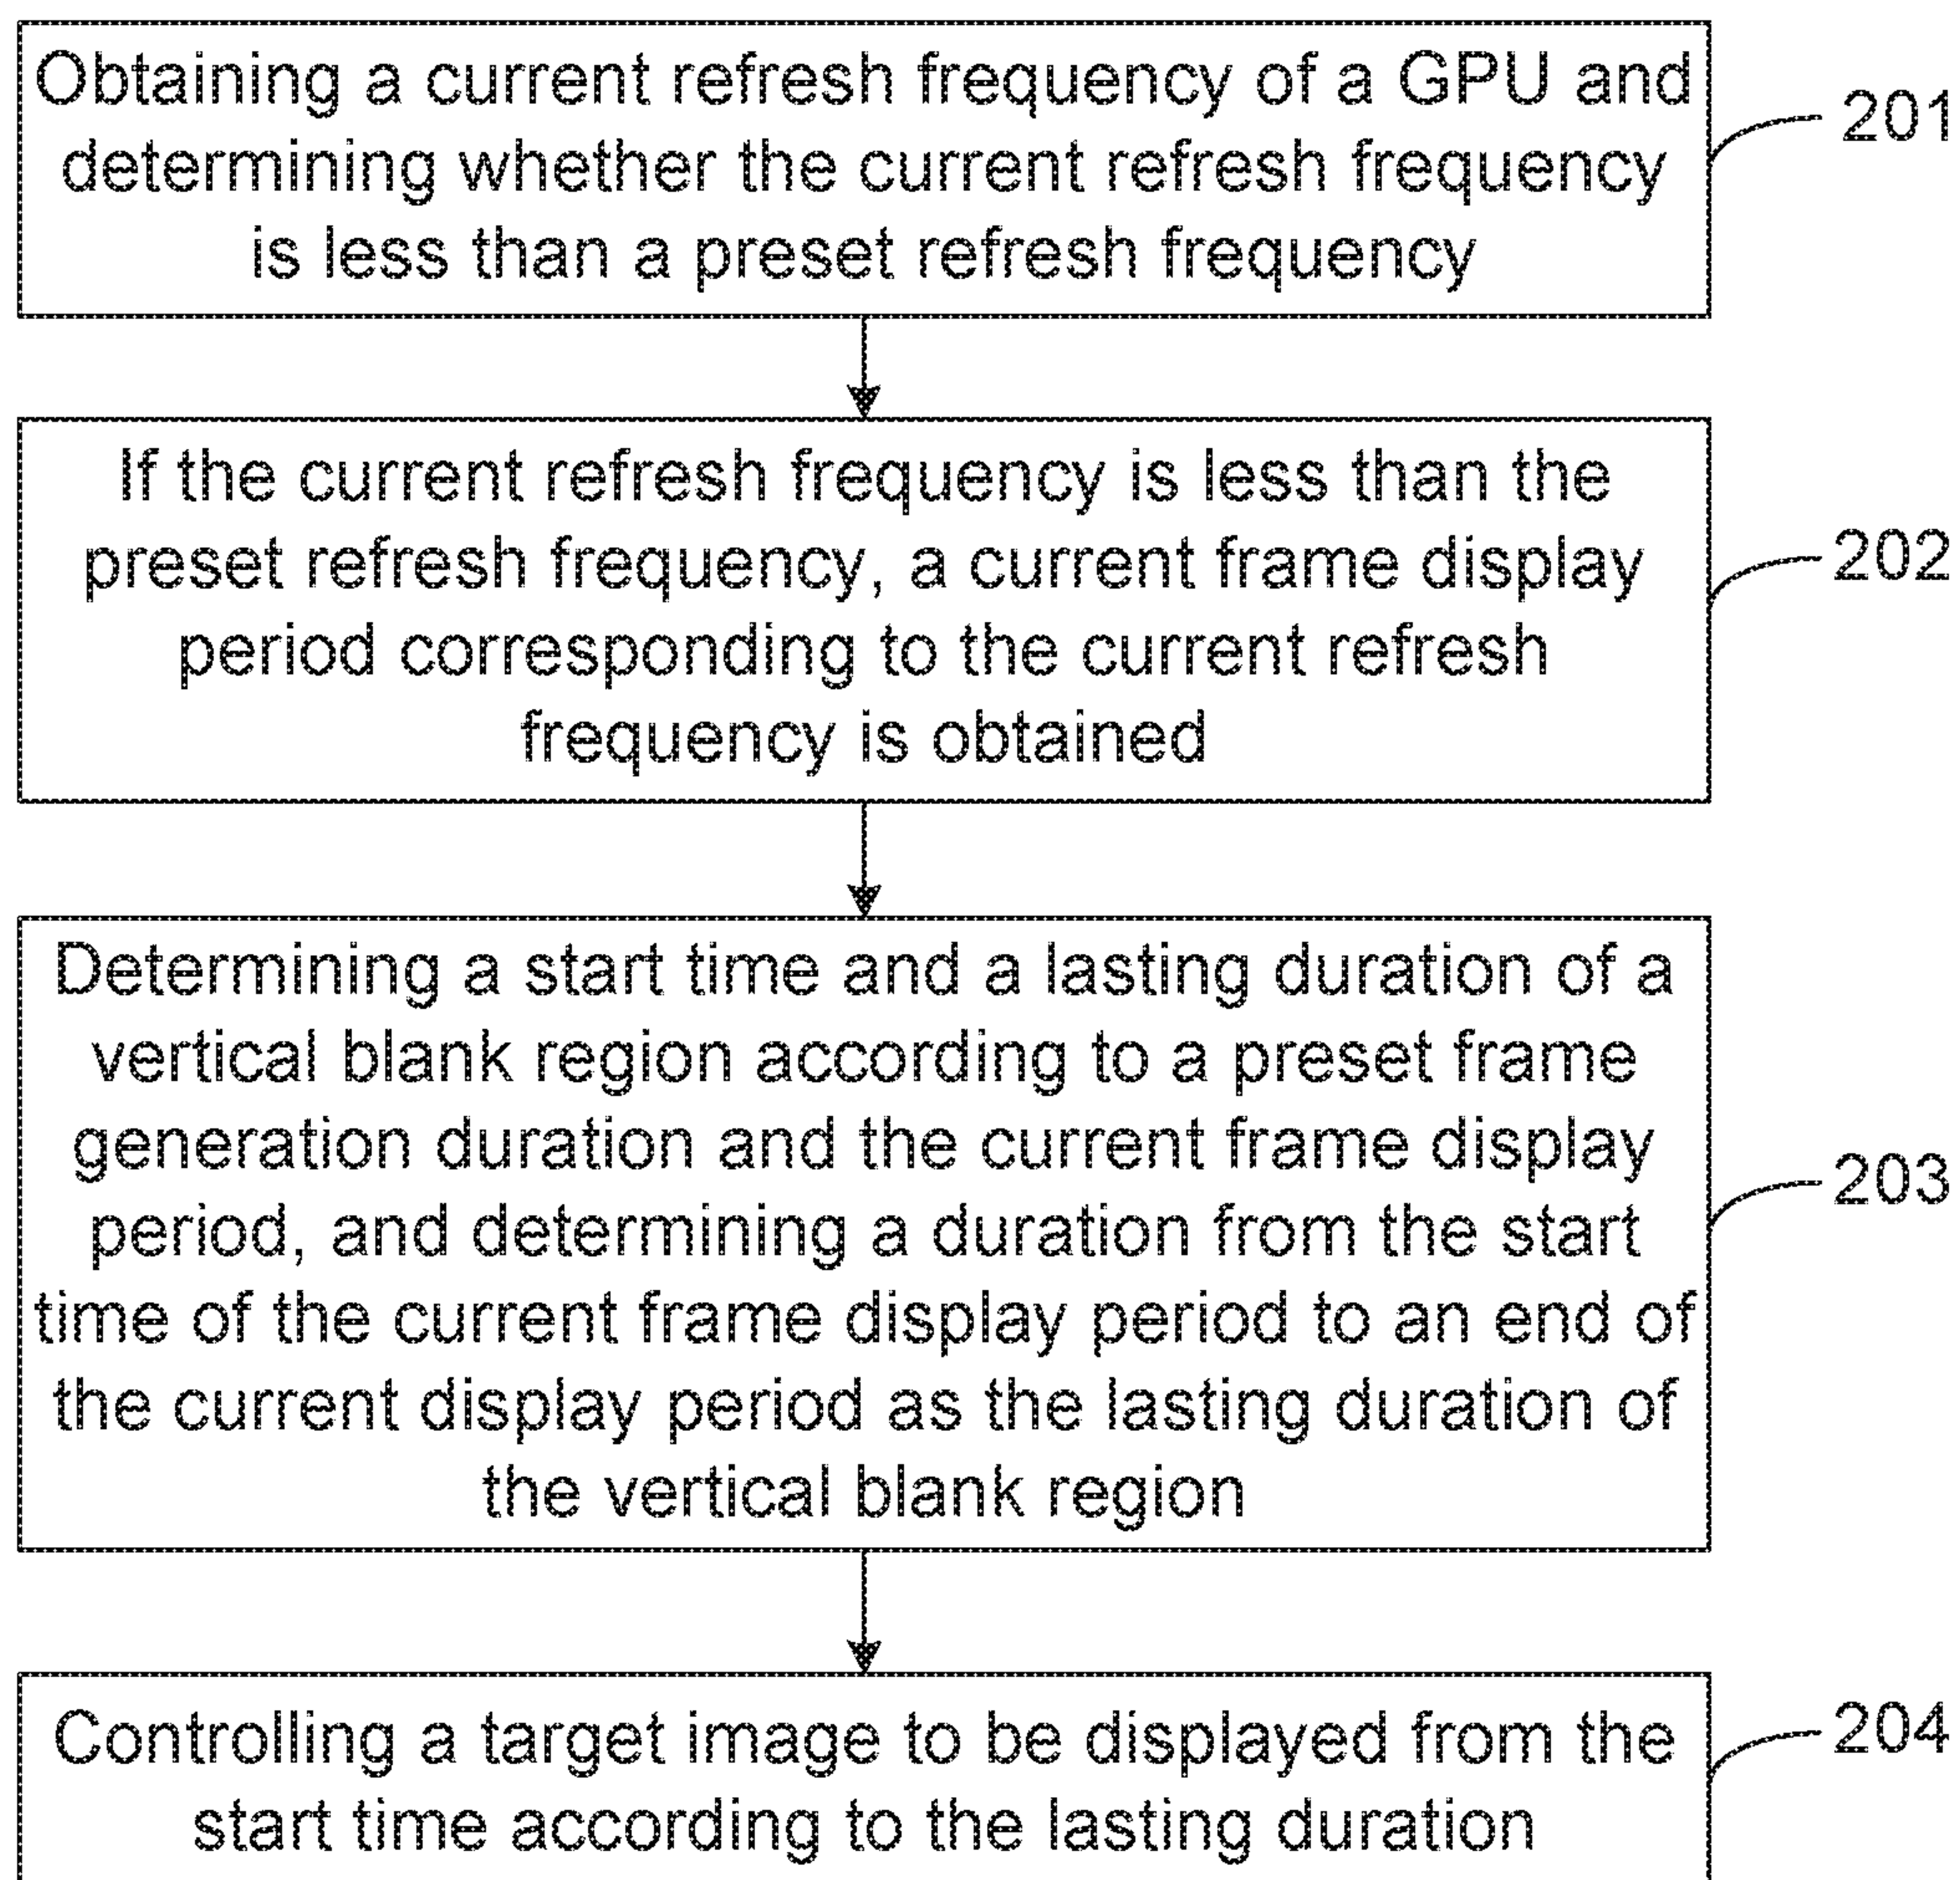 Obtaining a current refresh frequency of a GPU and
determining whether the current refresh frequency
is less than a preset refresh frequency
201
If the current refresh frequency is less than the
preset refresh frequency, a current frame display
period corresponding to the current refresh
frequency is obtained
202
Determining a start time and a lasting duration of a
vertical blank region according to a preset frame
generation duration and the current frame display
period, and determining a duration from the start
time of the current frame display period to an end of
the current display period as the lasting duration of
the vertical blank region
203
Controlling a target image to be displayed from the
start time according to the lasting duration
204